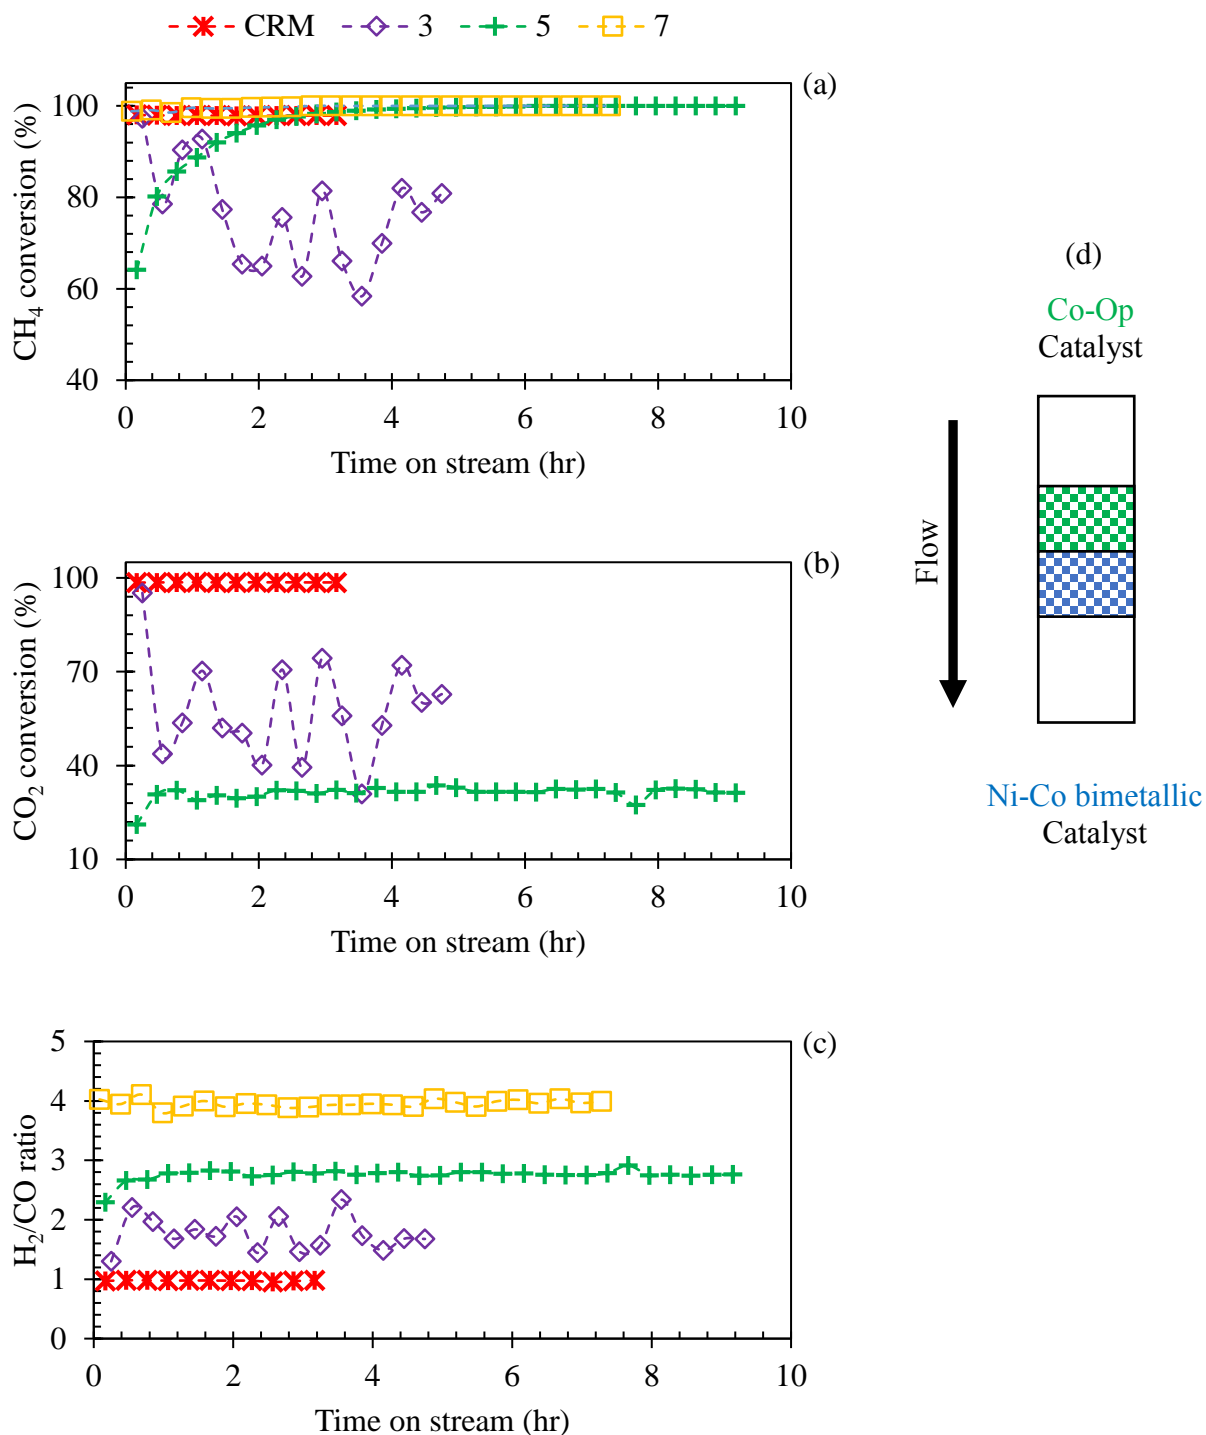 CRM 3 5 7
(a)
CH₄ conversion (%)
100
80
60
40
0 2 4 6 8 10
Time on stream (hr)
(b)
CO₂ conversion (%)
100
70
40
10
0 2 4 6 8 10
Time on stream (hr)
(c)
H₂/CO ratio
5
4
3
2
1
0
0 2 4 6 8 10
Time on stream (hr)
(d)
Co-Op
Catalyst
Flow
Ni-Co bimetallic
Catalyst